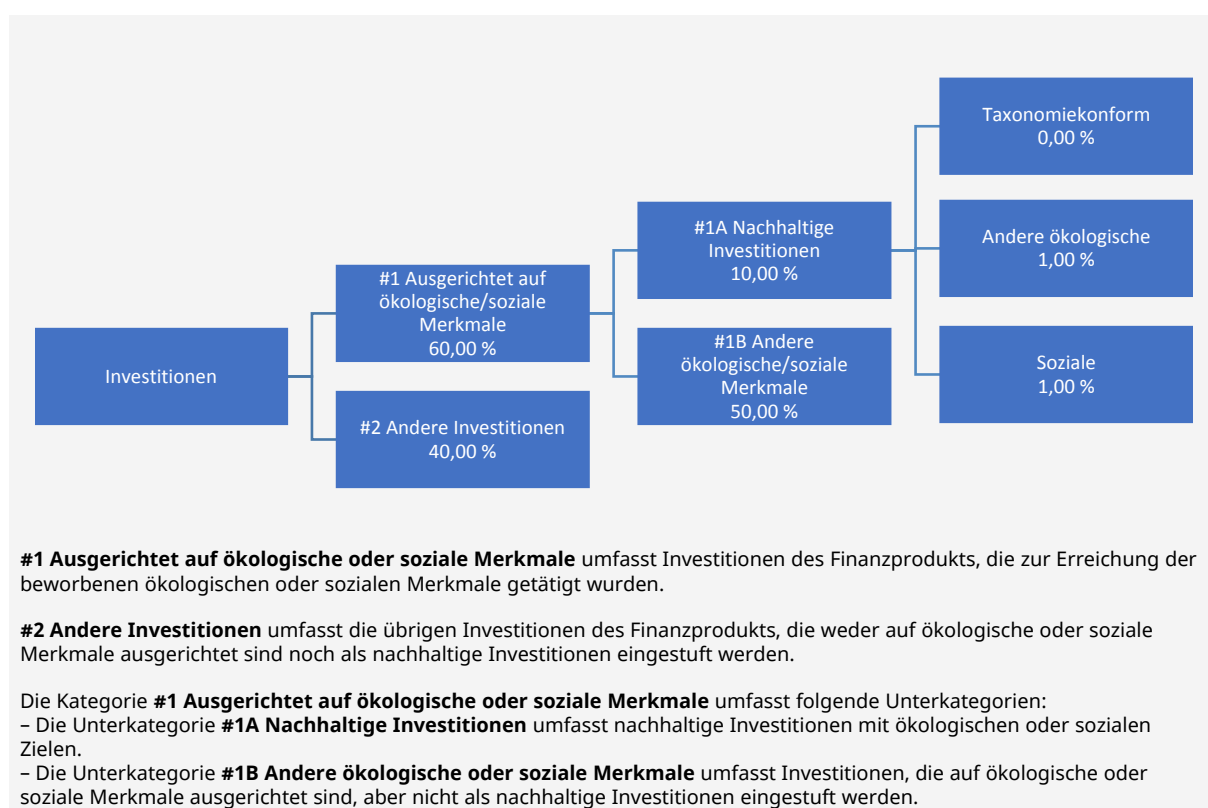 Taxonomiekonform
0,00 %
#1A Nachhaltige
Investitionen
10,00 %
Andere ökologische
1,00 %
#1 Ausgerichtet auf
ökologische/soziale
Merkmale
60,00 %
Investitionen
#1B Andere
ökologische/soziale
Merkmale
50,00 %
Soziale
1,00 %
#2 Andere Investitionen
40,00 %
#1 Ausgerichtet auf ökologische oder soziale Merkmale umfasst Investitionen des Finanzprodukts, die zur Erreichung der
beworbenen ökologischen oder sozialen Merkmale getätigt wurden.
#2 Andere Investitionen umfasst die übrigen Investitionen des Finanzprodukts, die weder auf ökologische oder soziale
Merkmale ausgerichtet sind noch als nachhaltige Investitionen eingestuft werden.
Die Kategorie #1 Ausgerichtet auf ökologische oder soziale Merkmale umfasst folgende Unterkategorien:
– Die Unterkategorie #1A Nachhaltige Investitionen umfasst nachhaltige Investitionen mit ökologischen oder sozialen
Zielen.
– Die Unterkategorie #1B Andere ökologische oder soziale Merkmale umfasst Investitionen, die auf ökologische oder
soziale Merkmale ausgerichtet sind, aber nicht als nachhaltige Investitionen eingestuft werden.